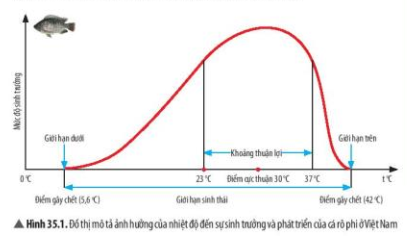 Mức độ sinh trưởng
Giới hạn dưới
Giới hạn trên
Khoảng thuận lợi
0 °C
23 °C
Điểm cực thuận 30 °C
37 °C
t °C
Điểm gây chết (5,6 °C)
Giới hạn sinh thái
Điểm gây chết (42 °C)
▲ Hình 35.1. Đồ thị mô tả ảnh hưởng của nhiệt độ đến sự sinh trưởng và phát triển của cá rô phi ở Việt Nam